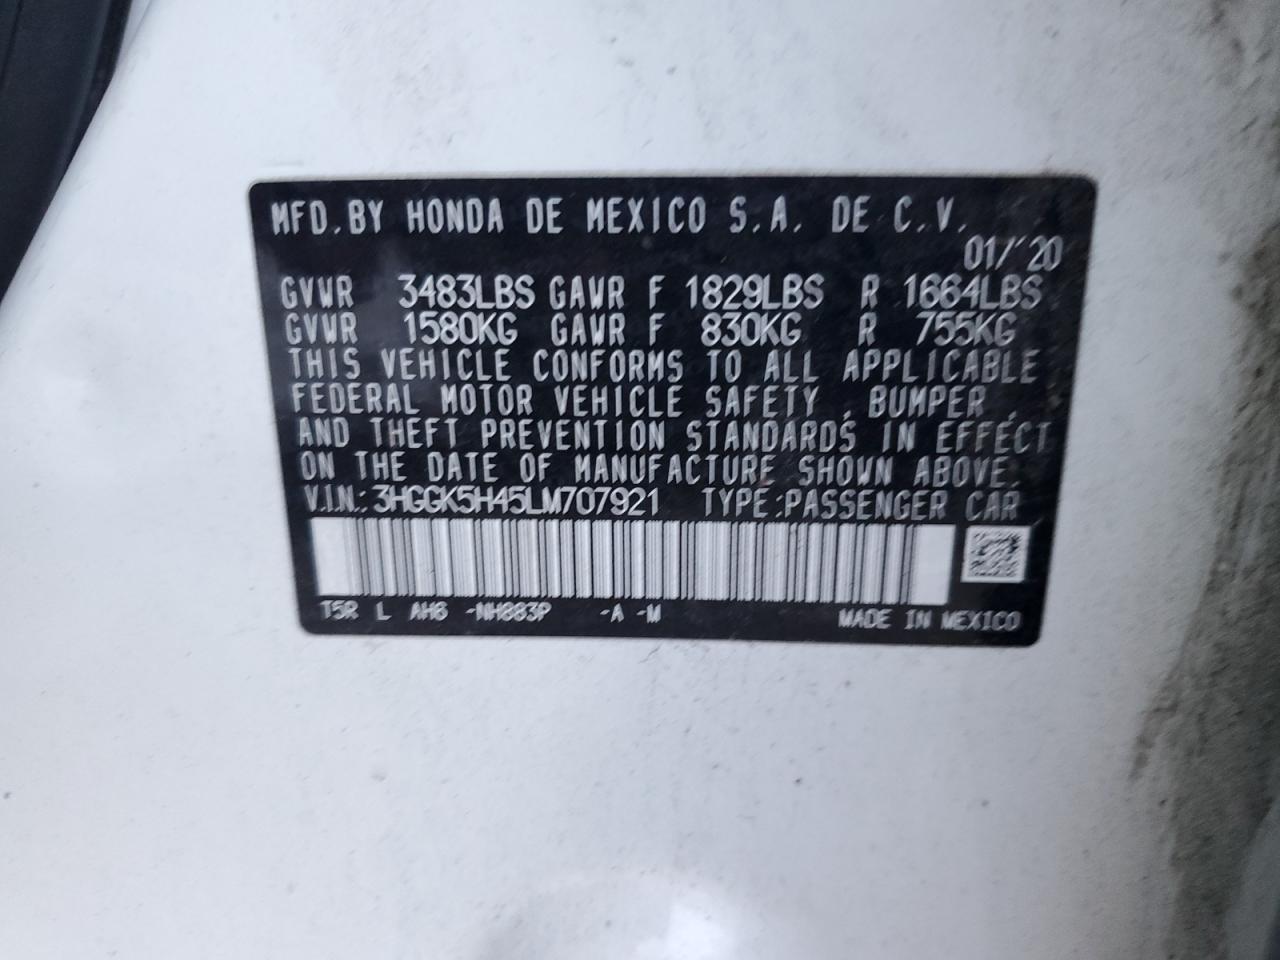 MFD.BY HONDA DE MEXICO S.A. DE C.V.
01/'20
GVWR 3483LBS GAWR F 1829LBS R 1664LBS
GVWR 1580KG GAWR F 830KG R 755KG
THIS VEHICLE CONFORMS TO ALL APPLICABLE
FEDERAL MOTOR VEHICLE SAFETY , BUMPER ,
AND THEFT PREVENTION STANDARDS IN EFFECT
ON THE DATE OF MANUFACTURE SHOWN ABOVE.
V.I.N.: 3HGGK5H45LM707921 TYPE:PASSENGER CAR
T5R L AH6 -NH883P -A -M MADE IN MEXICO